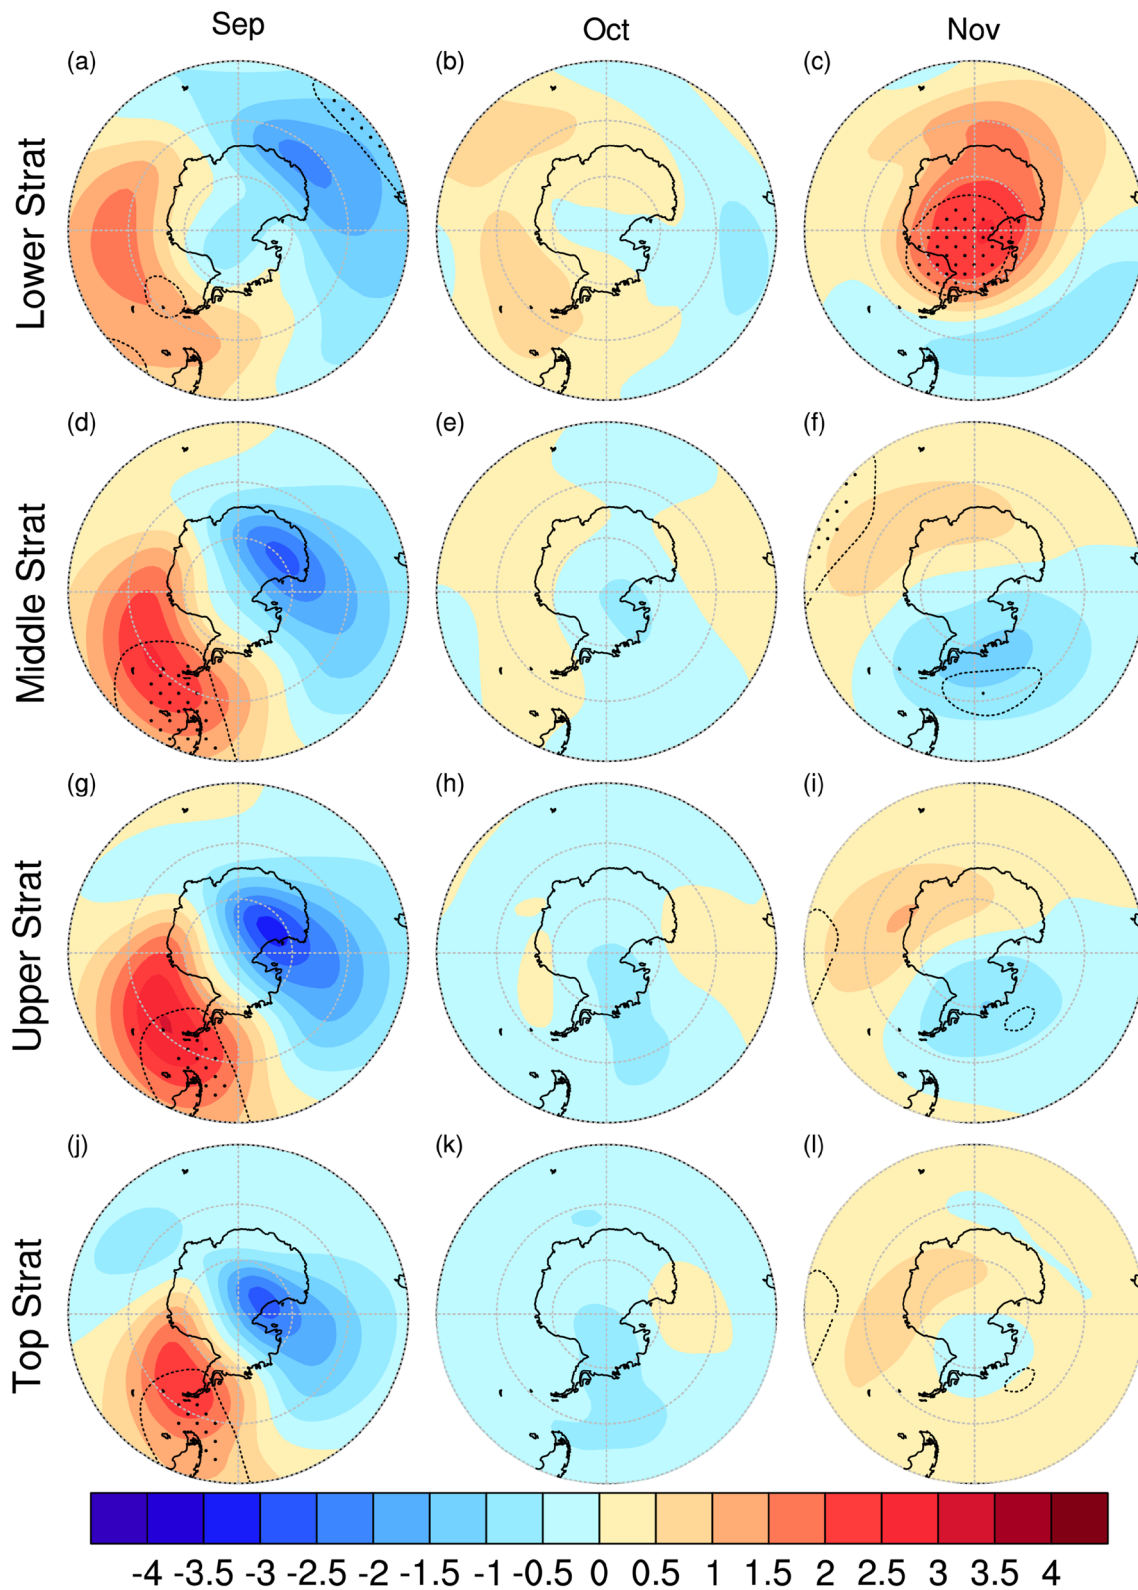 Sep Oct Nov
(a) (b) (c)
Lower Strat
(d) (e) (f)
Middle Strat
(g) (h) (i)
Upper Strat
(j) (k) (l)
Top Strat
-4 -3.5 -3 -2.5 -2 -1.5 -1 -0.5 0 0.5 1 1.5 2 2.5 3 3.5 4